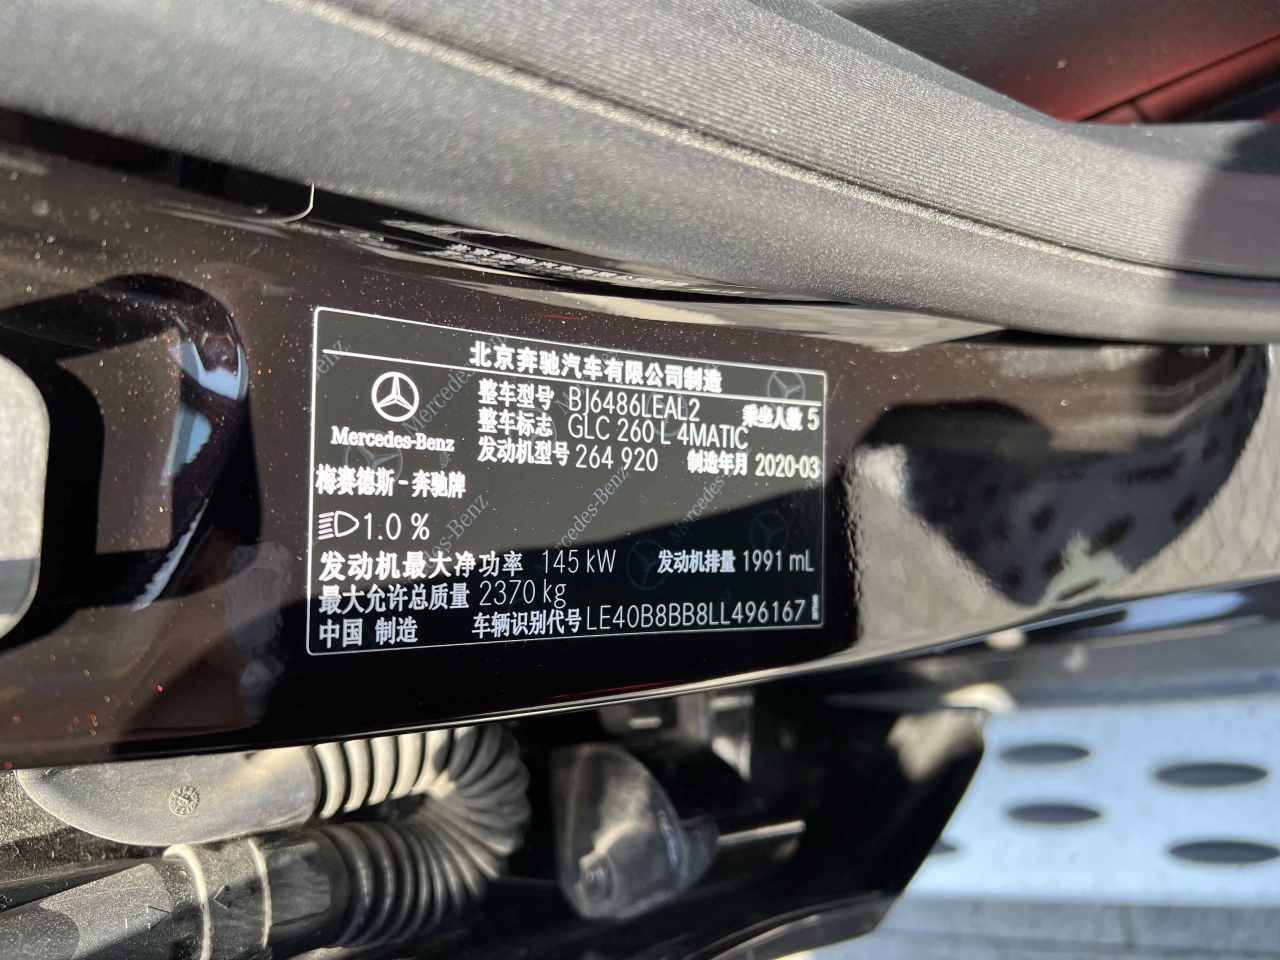 北京奔驰汽车有限公司制造
Mercedes-Benz
整车型号 BJ6486LEAL2 乘坐人数 5
整车标志 GLC 260 L 4MATIC
发动机型号 264 920 制造年月 2020-03
梅赛德斯-奔驰牌
1.0 %
发动机最大净功率 145 kW 发动机排量 1991 mL
最大允许总质量 2370 kg
中国 制造 车辆识别代号 LE40B8BB8LL496167